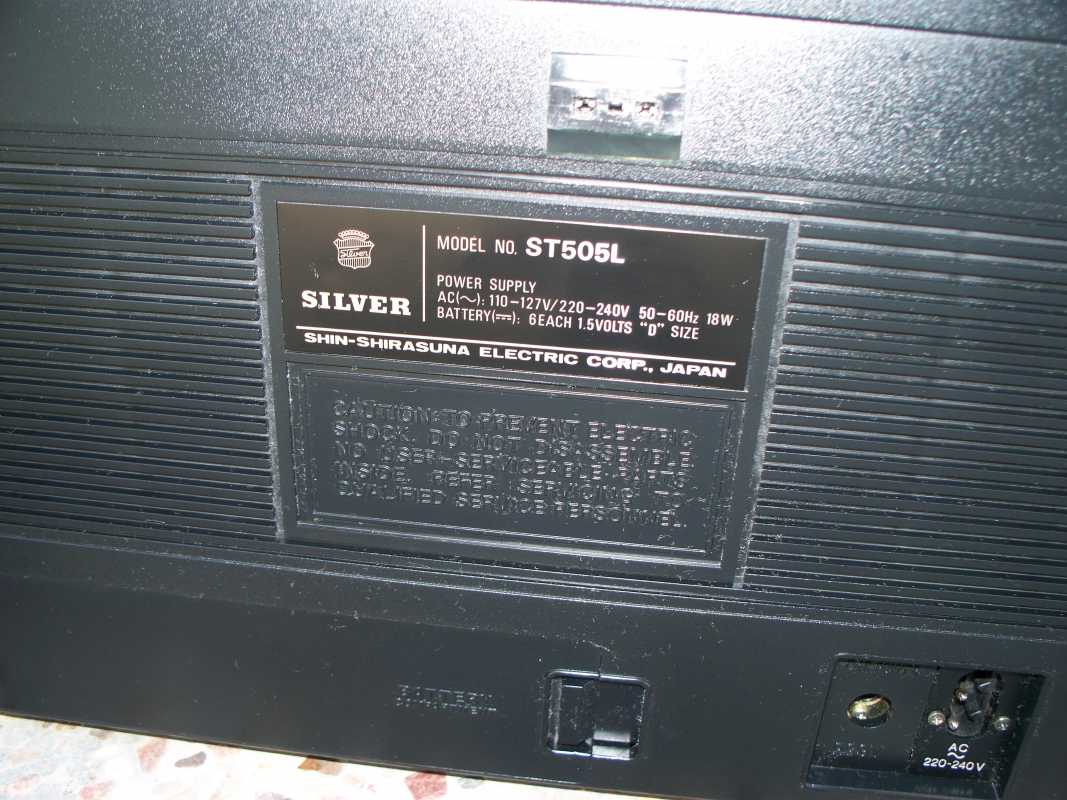 Silver
SILVER
MODEL NO. ST505L
POWER SUPPLY
AC(~): 110-127V/220-240V 50-60Hz 18W
BATTERY(⎓): 6EACH 1.5VOLTS "D" SIZE
SHIN-SHIRASUNA ELECTRIC CORP., JAPAN
CAUTION: TO PREVENT ELECTRIC
SHOCK, DO NOT DISASSEMBLE.
NO USER-SERVICEABLE PARTS
INSIDE. REFER SERVICING TO
QUALIFIED SERVICE PERSONNEL.
BATTERY
AC
~
220-240V